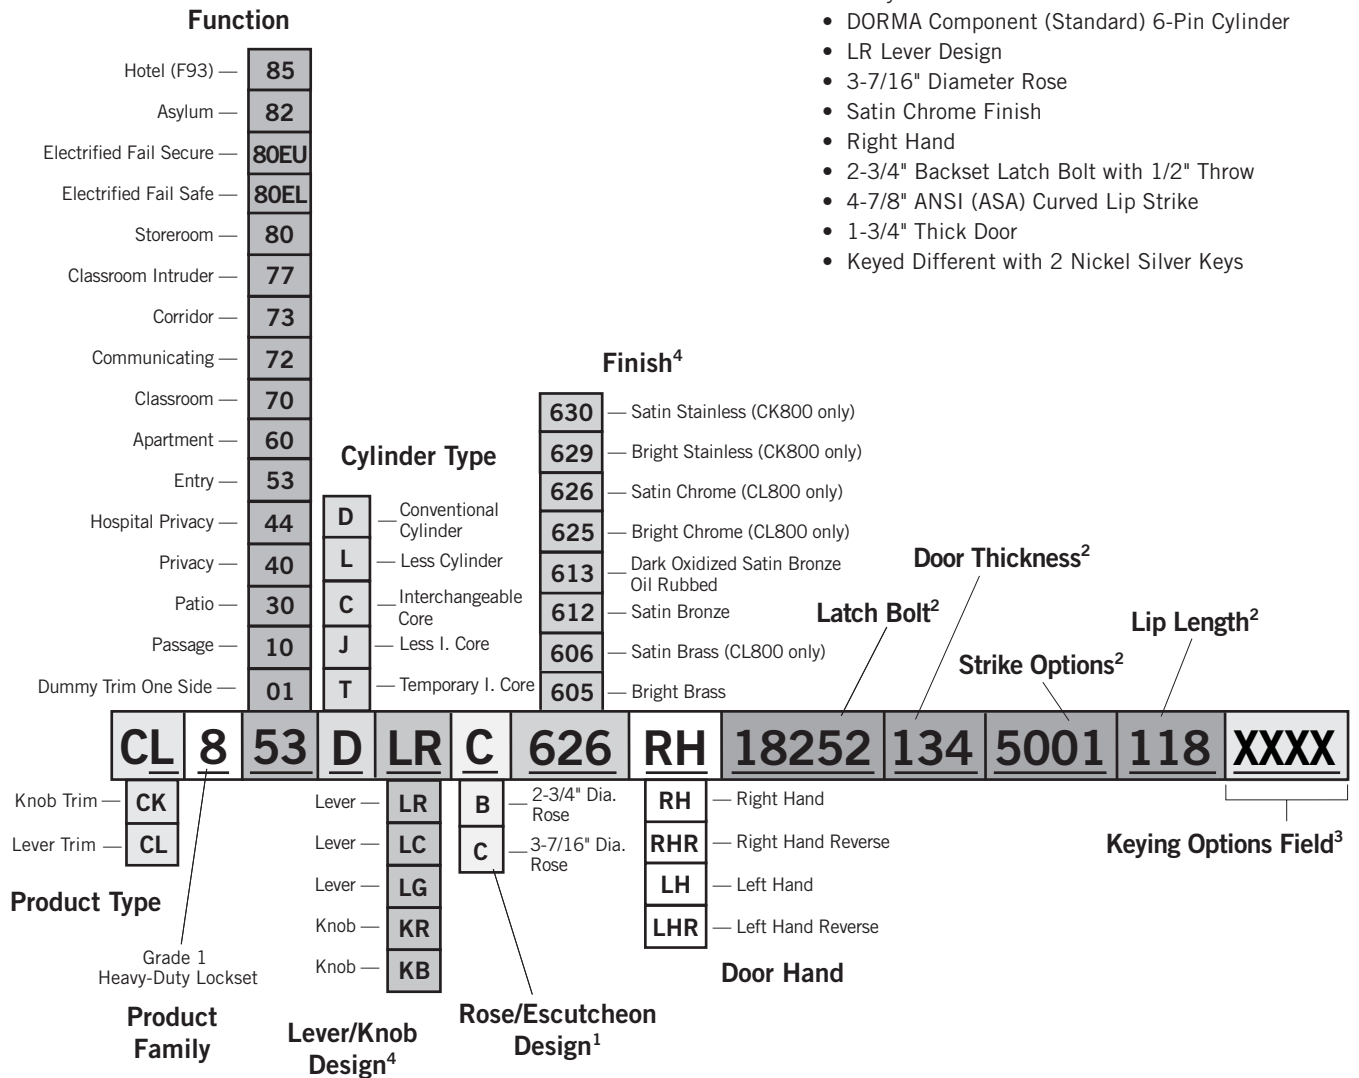 Function
Hotel (F93) — 85
Asylum — 82
Electrified Fail Secure — 80EU
Electrified Fail Safe — 80EL
Storeroom — 80
Classroom Intruder — 77
Corridor — 73
Communicating — 72
Classroom — 70
Apartment — 60
Entry — 53
Hospital Privacy — 44
Privacy — 40
Patio — 30
Passage — 10
Dummy Trim One Side — 01
• DORMA Component (Standard) 6-Pin Cylinder
• LR Lever Design
• 3-7/16" Diameter Rose
• Satin Chrome Finish
• Right Hand
• 2-3/4" Backset Latch Bolt with 1/2" Throw
• 4-7/8" ANSI (ASA) Curved Lip Strike
• 1-3/4" Thick Door
• Keyed Different with 2 Nickel Silver Keys
Cylinder Type
D — Conventional
Cylinder
L — Less Cylinder
C — Interchangeable
Core
J — Less I. Core
T — Temporary I. Core
Finish4
630 — Satin Stainless (CK800 only)
629 — Bright Stainless (CK800 only)
626 — Satin Chrome (CL800 only)
625 — Bright Chrome (CL800 only)
613 — Dark Oxidized Satin Bronze
Oil Rubbed
612 — Satin Bronze
606 — Satin Brass (CL800 only)
605 — Bright Brass
Door Thickness2
Latch Bolt2
Lip Length2
Strike Options2
CL 8 53 D LR C 626 RH 18252 134 5001 118 XXXX
Knob Trim — CK
Lever Trim — CL
Product Type
Grade 1
Heavy-Duty Lockset
Product
Family
Lever — LR
Lever — LC
Lever — LG
Knob — KR
Knob — KB
Lever/Knob
Design4
B — 2-3/4" Dia.
Rose
C — 3-7/16" Dia.
Rose
Rose/Escutcheon
Design1
RH — Right Hand
RHR — Right Hand Reverse
LH — Left Hand
LHR — Left Hand Reverse
Door Hand
Keying Options Field3